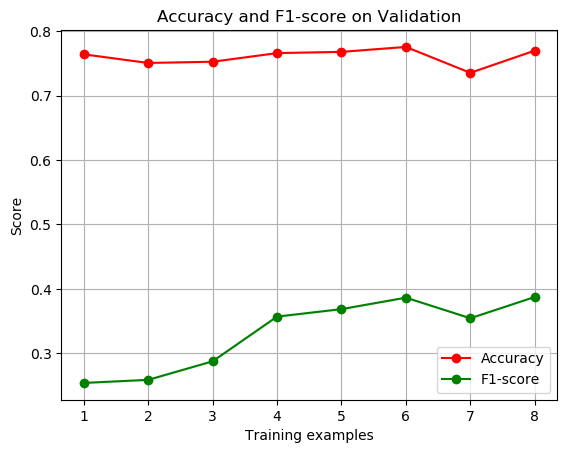 Accuracy and F1-score on Validation
0.8
0.7
0.6
0.5
0.4
0.3
Score
Accuracy
F1-score
1 2 3 4 5 6 7 8
Training examples